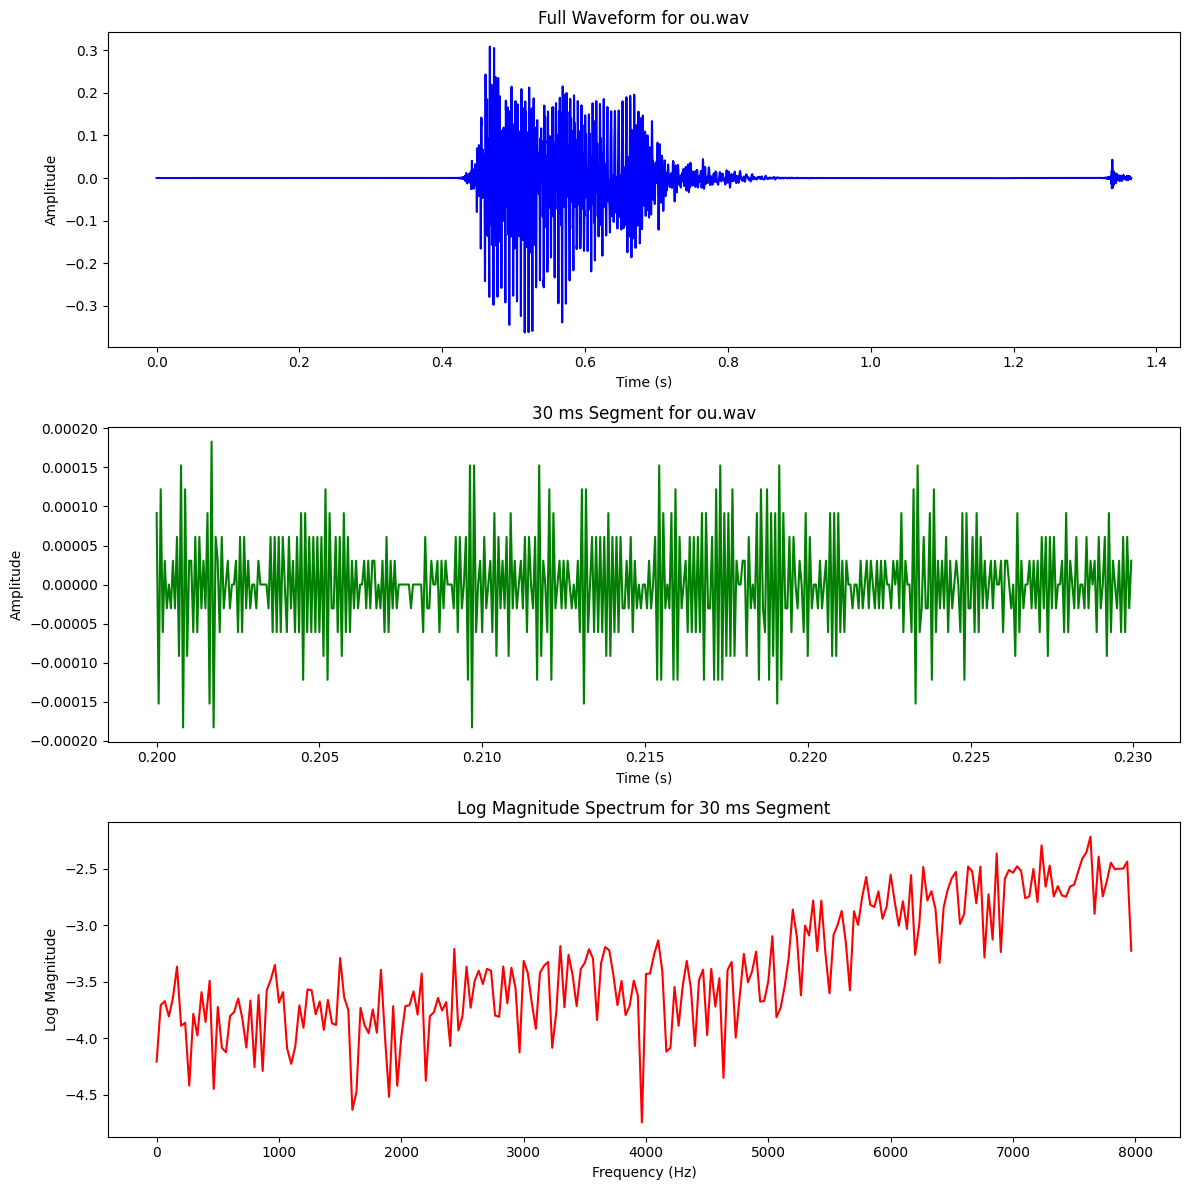 Full Waveform for ou.wav
0.3
0.2
0.1
0.0
−0.1
−0.2
−0.3
Amplitude
0.0 0.2 0.4 0.6 0.8 1.0 1.2 1.4
Time (s)
30 ms Segment for ou.wav
0.00020
0.00015
0.00010
0.00005
0.00000
−0.00005
−0.00010
−0.00015
−0.00020
Amplitude
0.200 0.205 0.210 0.215 0.220 0.225 0.230
Time (s)
Log Magnitude Spectrum for 30 ms Segment
−2.5
−3.0
−3.5
−4.0
−4.5
Log Magnitude
0 1000 2000 3000 4000 5000 6000 7000 8000
Frequency (Hz)